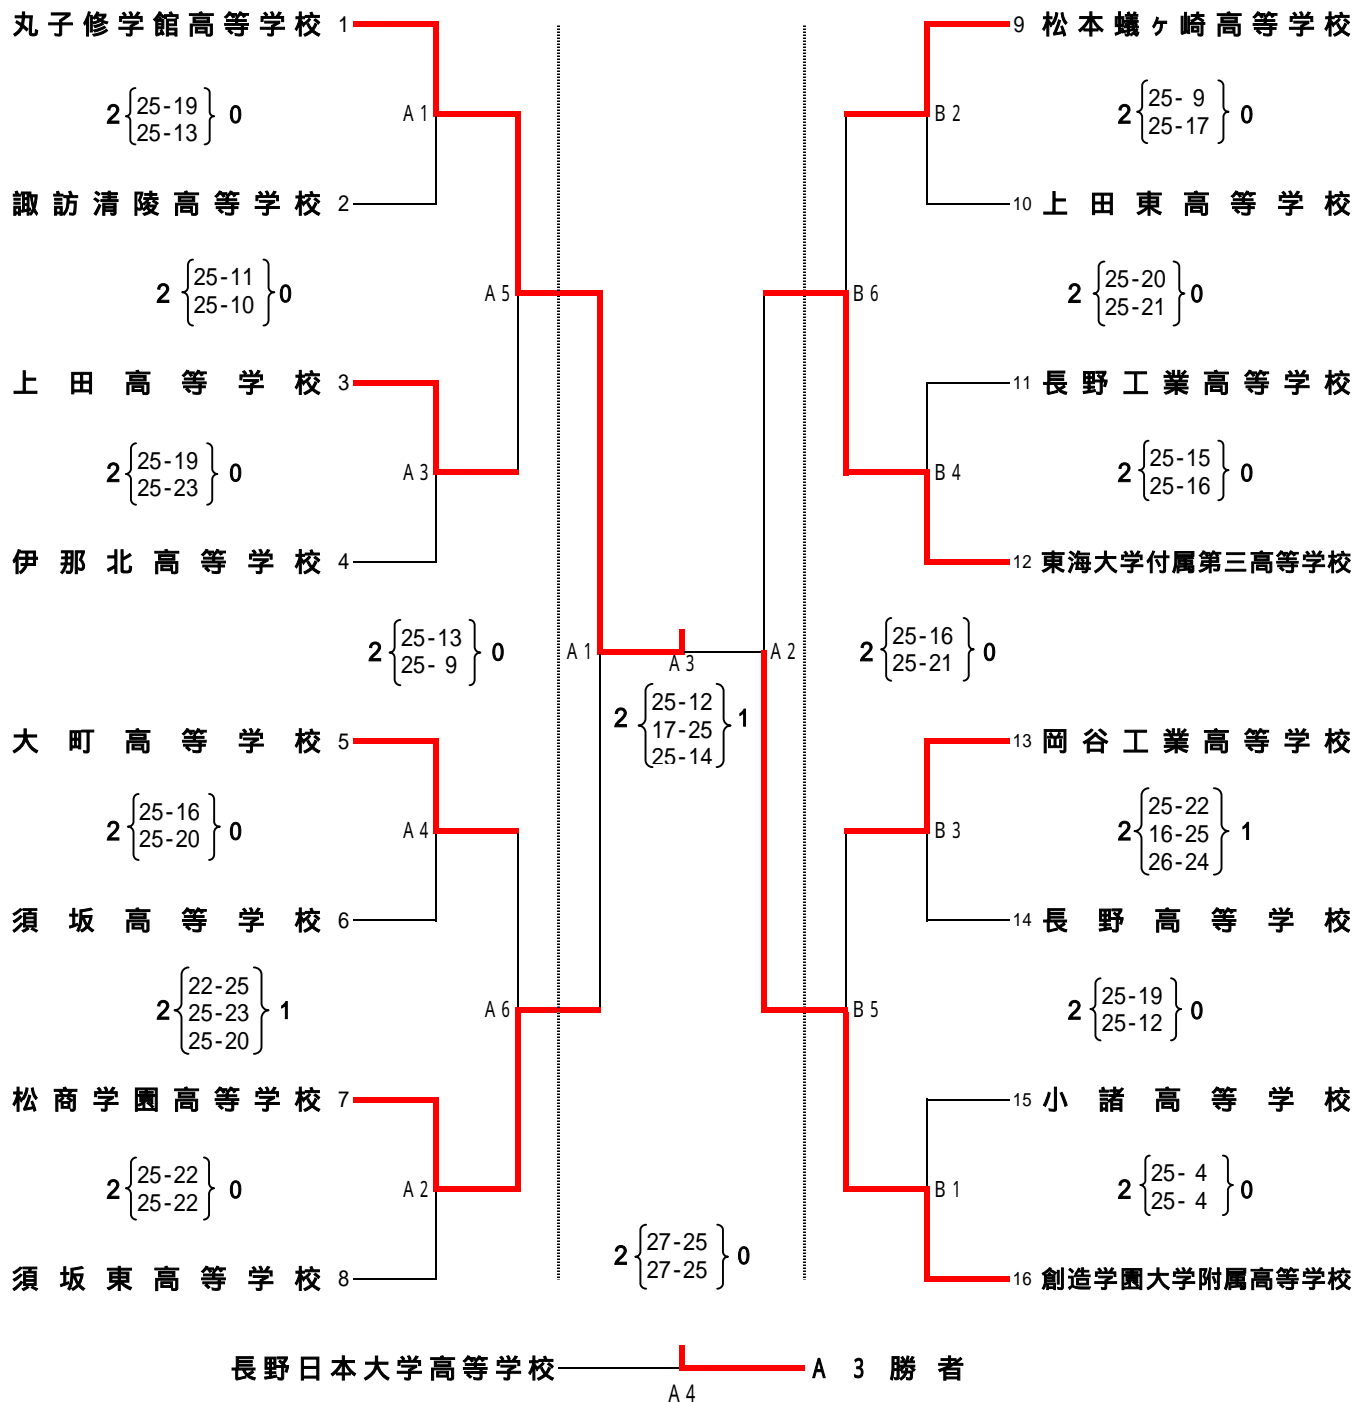 丸子修学館高等学校 1
9 松本蟻ヶ崎高等学校
2 25-19 0
25-13
A1
B2
2 25- 9 0
25-17
諏訪清陵高等学校 2
10 上田東高等学校
2 25-11 0
25-10
A5
B6
2 25-20 0
25-21
上田高等学校 3
11 長野工業高等学校
2 25-19 0
25-23
A3
B4
2 25-15 0
25-16
伊那北高等学校 4
12 東海大学付属第三高等学校
2 25-13 0
25- 9
A1
A3
A2
2 25-16 0
25-21
2 25-12 1
17-25
25-14
大町高等学校 5
13 岡谷工業高等学校
2 25-16 0
25-20
A4
B3
2 25-22 1
16-25
26-24
須坂高等学校 6
14 長野高等学校
2 22-25 1
25-23
25-20
A6
B5
2 25-19 0
25-12
松商学園高等学校 7
15 小諸高等学校
2 25-22 0
25-22
A2
B1
2 25- 4 0
25- 4
須坂東高等学校 8
16 創造学園大学附属高等学校
2 27-25 0
27-25
長野日本大学高等学校
A3勝者
A4